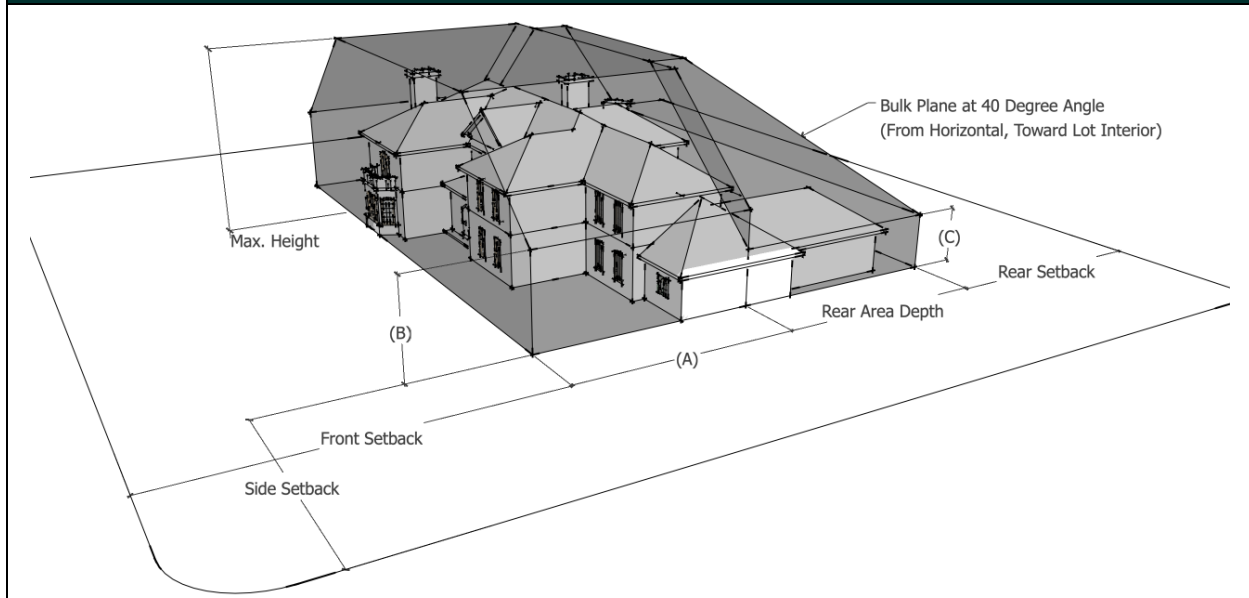 Bulk Plane at 40 Degree Angle
(From Horizontal, Toward Lot Interior)
Max. Height
(C)
Rear Setback
Rear Area Depth
(B)
(A)
Front Setback
Side Setback